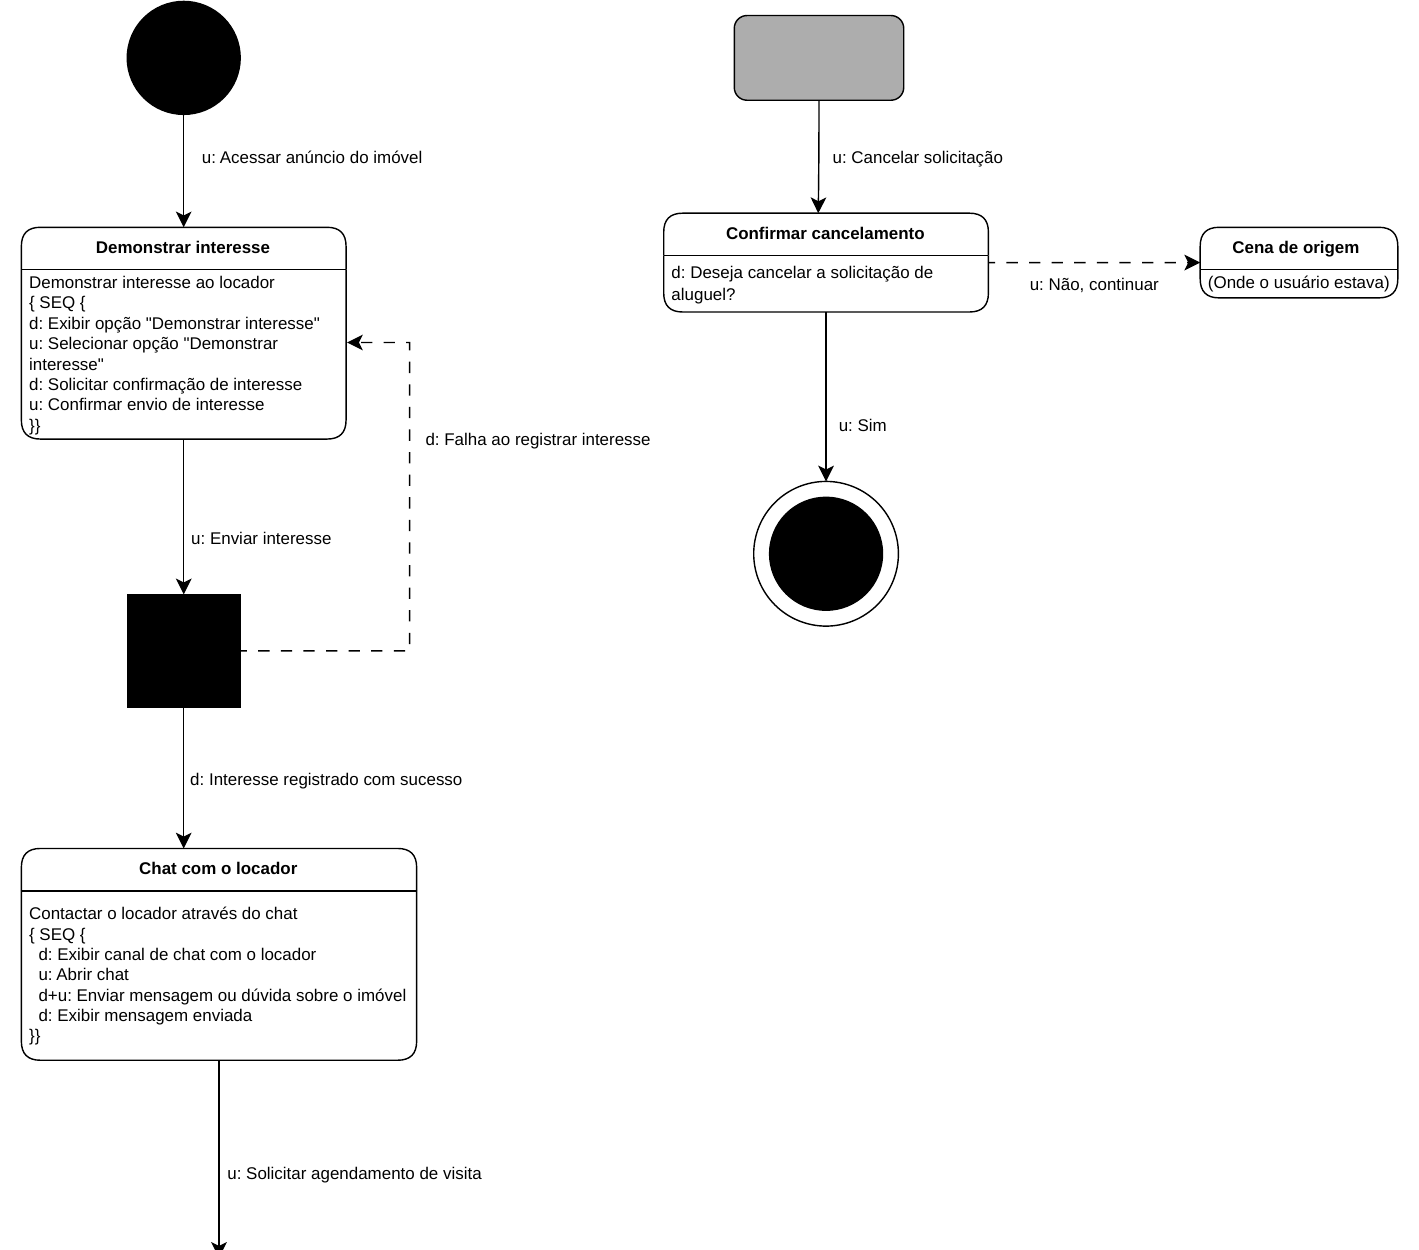 u: Acessar anúncio do imóvel
Demonstrar interesse
Demonstrar interesse ao locador
{ SEQ {
d: Exibir opção "Demonstrar interesse"
u: Selecionar opção "Demonstrar
interesse"
d: Solicitar confirmação de interesse
u: Confirmar envio de interesse
}}
d: Falha ao registrar interesse
u: Enviar interesse
d: Interesse registrado com sucesso
Chat com o locador
Contactar o locador através do chat
{ SEQ {
d: Exibir canal de chat com o locador
u: Abrir chat
d+u: Enviar mensagem ou dúvida sobre o imóvel
d: Exibir mensagem enviada
}}
u: Solicitar agendamento de visita
u: Cancelar solicitação
Confirmar cancelamento
d: Deseja cancelar a solicitação de
aluguel?
u: Não, continuar
Cena de origem
(Onde o usuário estava)
u: Sim